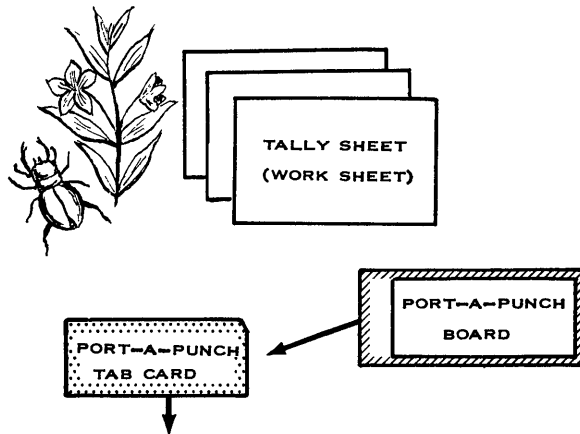 TALLY SHEET
(WORK SHEET)
PORT-A-PUNCH
BOARD
PORT-A-PUNCH
TAB CARD